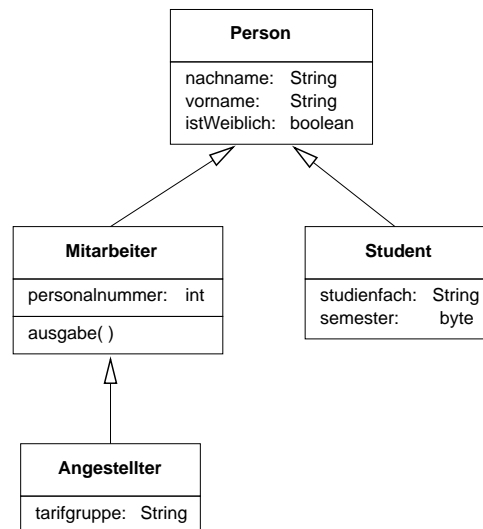 Person
nachname: String
vorname: String
istWeiblich: boolean
Mitarbeiter
personalnummer: int
ausgabe( )
Student
studienfach: String
semester: byte
Angestellter
tarifgruppe: String